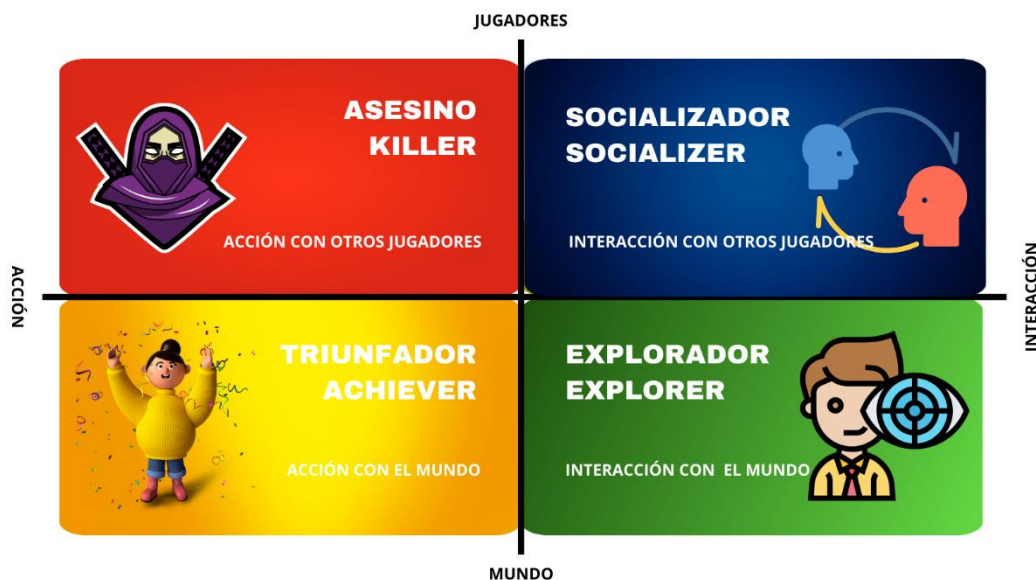 JUGADORES
ASESINO
KILLER
ACCIÓN CON OTROS JUGADORES
SOCIALIZADOR
SOCIALIZER
INTERACCIÓN CON OTROS JUGADORES
ACCIÓN
INTERACCIÓN
TRIUNFADOR
ACHIEVER
ACCIÓN CON EL MUNDO
EXPLORADOR
EXPLORER
INTERACCIÓN CON EL MUNDO
MUNDO